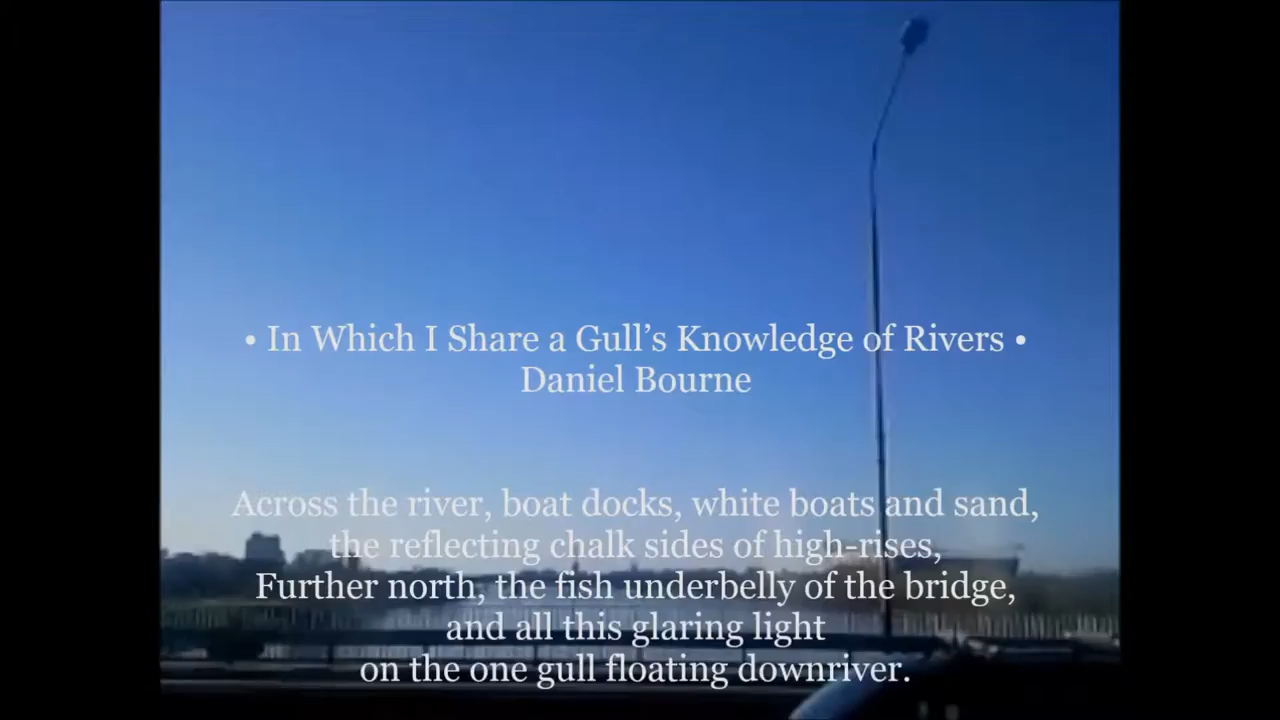 • In Which I Share a Gull’s Knowledge of Rivers •
Daniel Bourne
Across the river, boat docks, white boats and sand,
the reflecting chalk sides of high-rises,
Further north, the fish underbelly of the bridge,
and all this glaring light
on the one gull floating downriver.